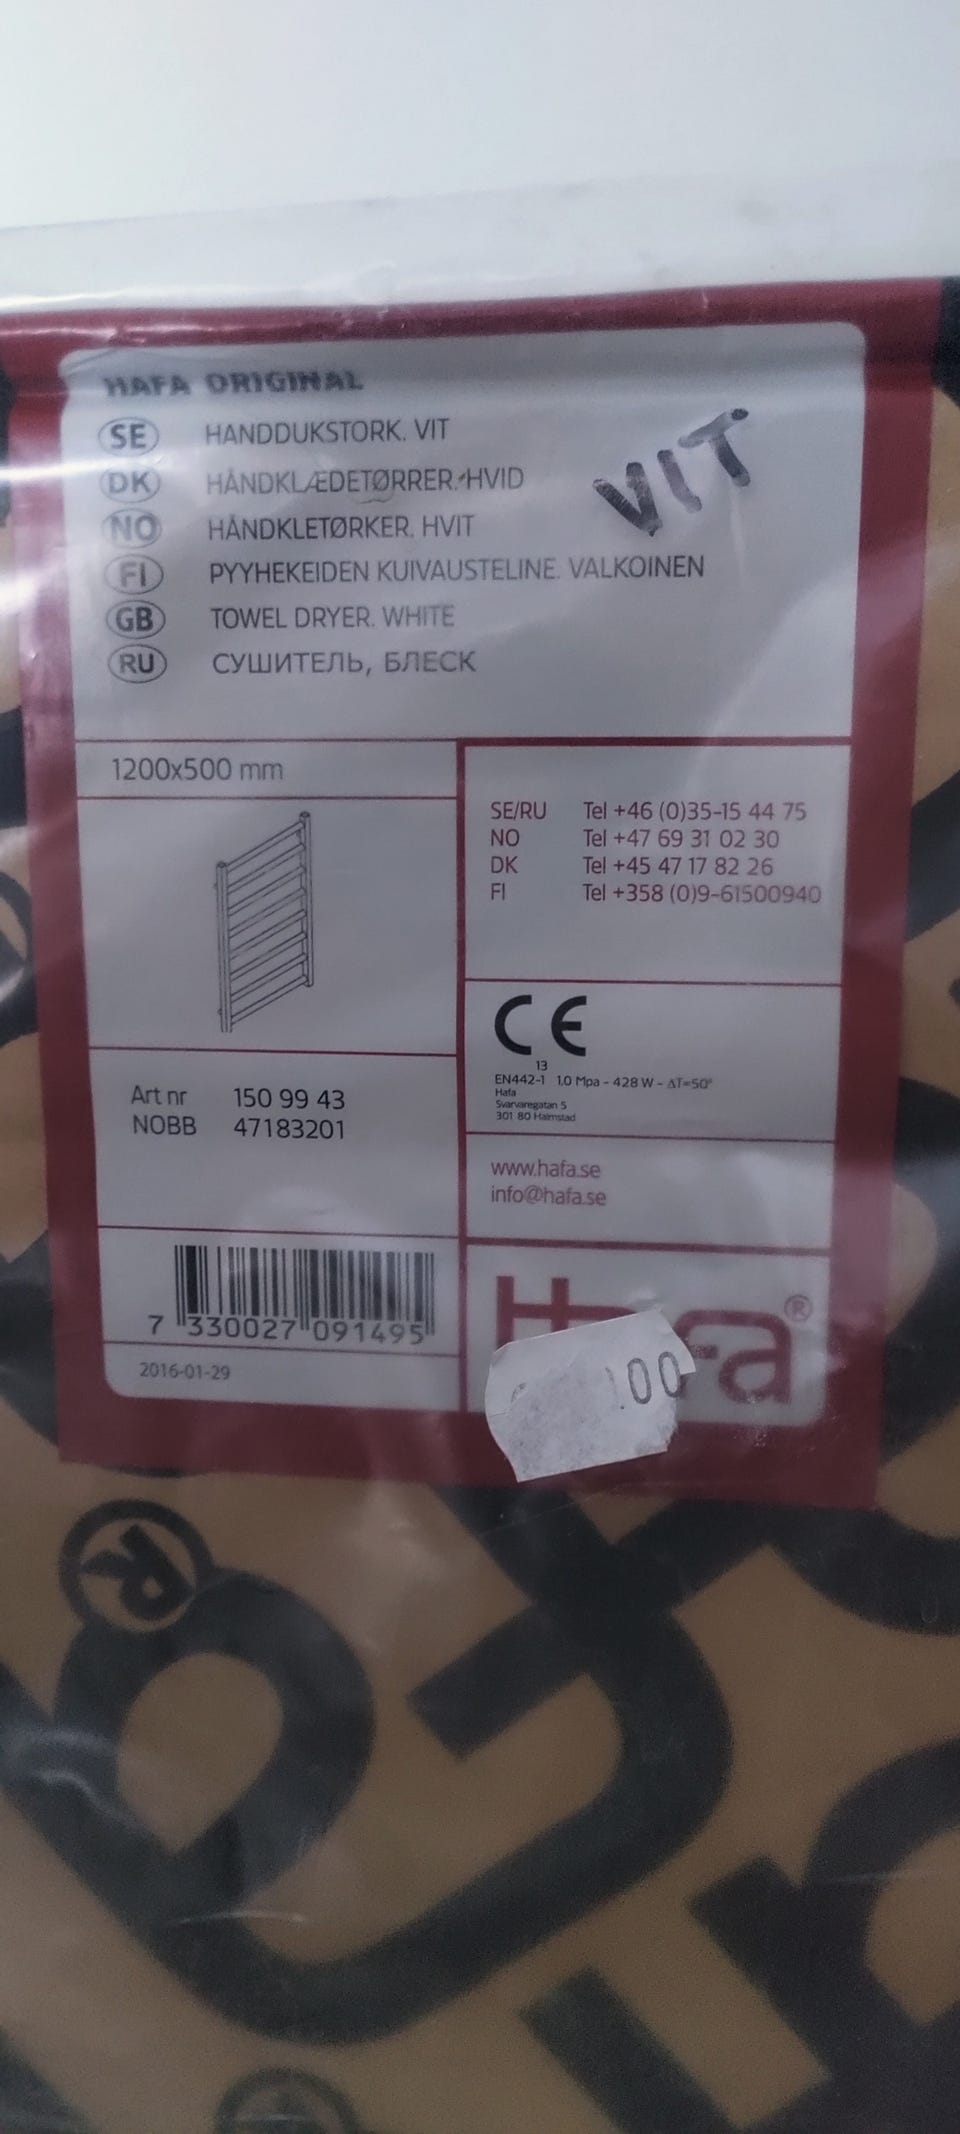 HAFA ORIGINAL
SE HANDDUKSTORK. VIT
DK HÅNDKLÆDETØRRER. HVID
NO HÅNDKLETØRKER. HVIT
FI PYYHEKEIDEN KUIVAUSTELINE. VALKOINEN
GB TOWEL DRYER. WHITE
RU СУШИТЕЛЬ, БЛЕСК
VIT
1200x500 mm
SE/RU Tel +46 (0)35-15 44 75
NO Tel +47 69 31 02 30
DK Tel +45 47 17 82 26
FI Tel +358 (0)9-61500940
CE
13
EN442-1 1.0 Mpa - 428 W - ΔT=50°
Hafa
Svarvaregatan 5
301 80 Halmstad
Art nr 150 99 43
NOBB 47183201
www.hafa.se
info@hafa.se
7 330027 091495
2016-01-29
Hafa®
00
®